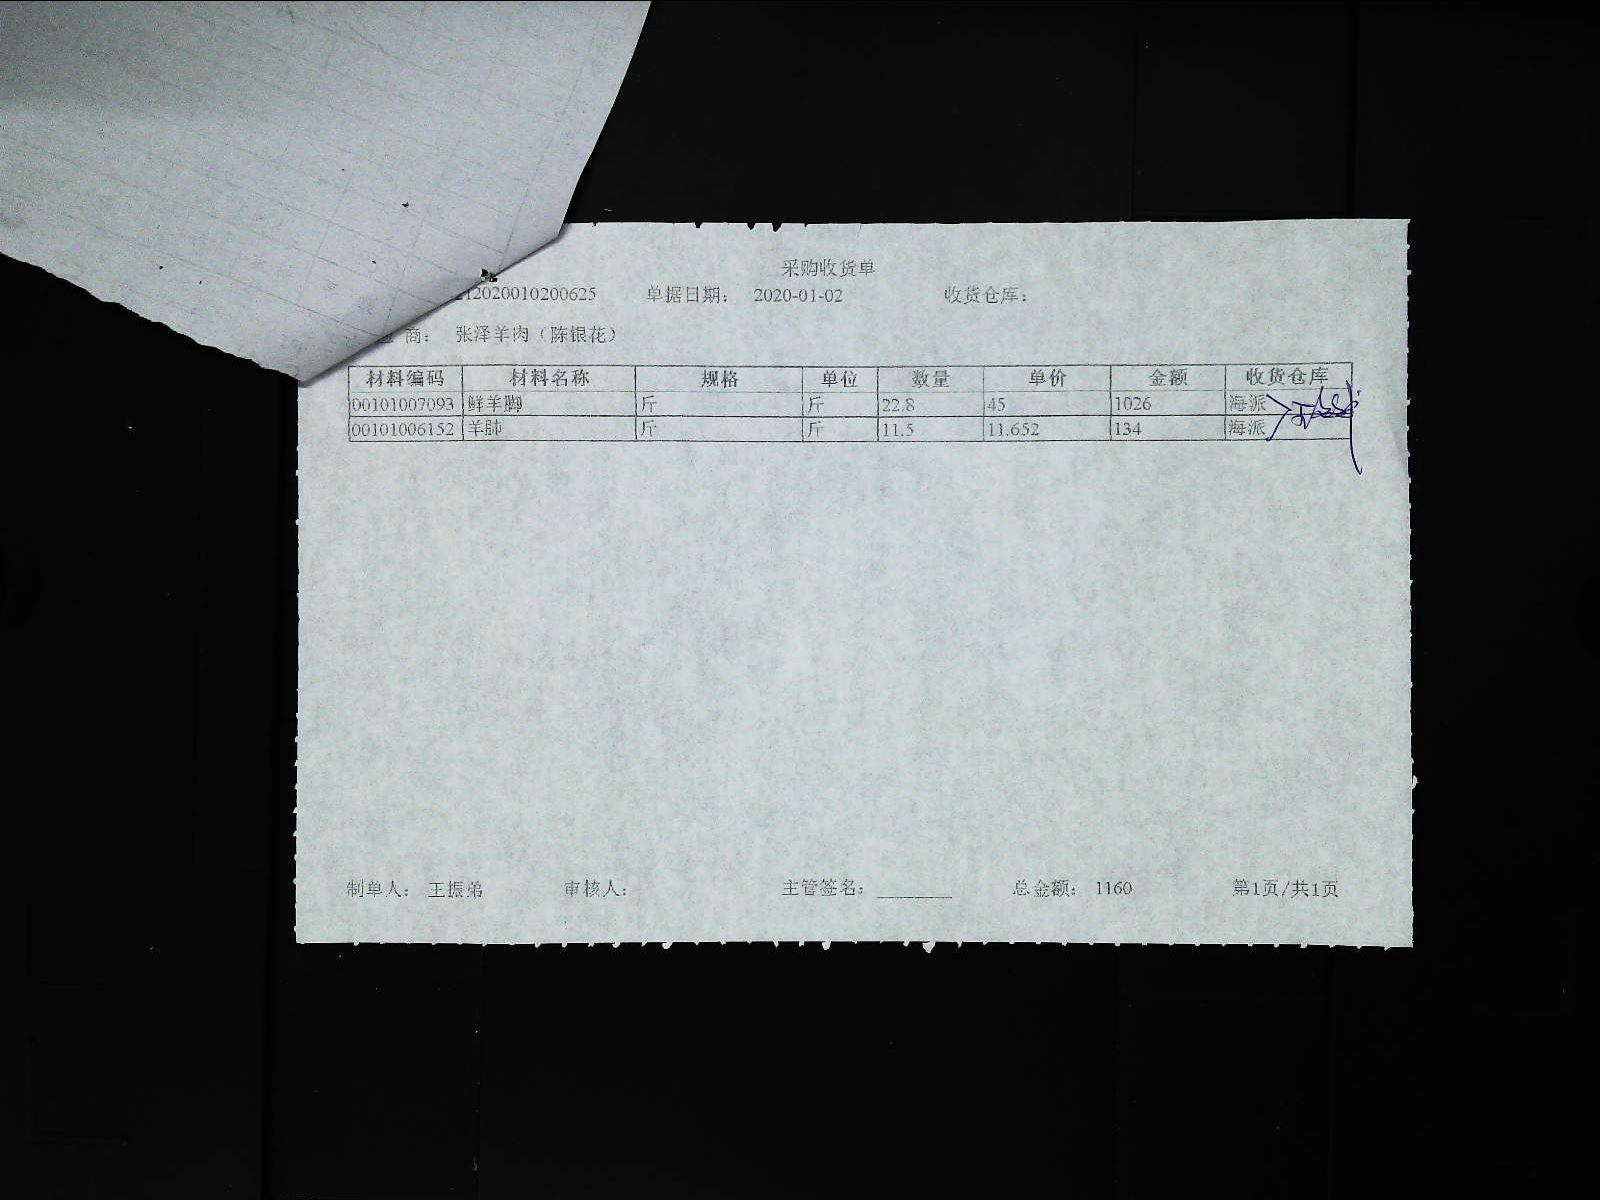 采购收货单
2020010200625 单据日期： 2020-01-02 收货仓库：
商： 张泽羊肉（陈银花）
材料编码 材料名称 规格 单位 数量 单价 金额 收货仓库
00101007093 鲜羊脚 斤 斤 22.8 45 1026 海派
00101006152 羊肺 斤 斤 11.5 11.652 134 海派
制单人： 王振弟 审核人： 主管签名： 总金额： 1160 第1页/共1页